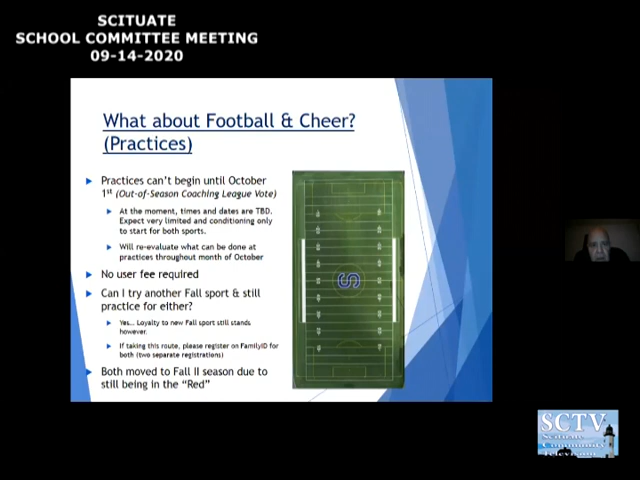 SCITUATE
SCHOOL COMMITTEE MEETING
09-14-2020
What about Football & Cheer?
(Practices)
Practices can't begin until October
1st (Out-of-Season Coaching League Vote)
At the moment, times and dates are TBD.
Expect very limited and conditioning only
to start for both sports.
Will re-evaluate what can be done at
practices throughout month of October
No user fee required
Can I try another Fall sport & still
practice for either?
Yes... Loyalty to new Fall sport still stands
however.
If taking this route, please register on FamilyID for
both (two separate registrations)
Both moved to Fall II season due to
still being in the "Red"
S
SCTV
Scituate
Community
Television